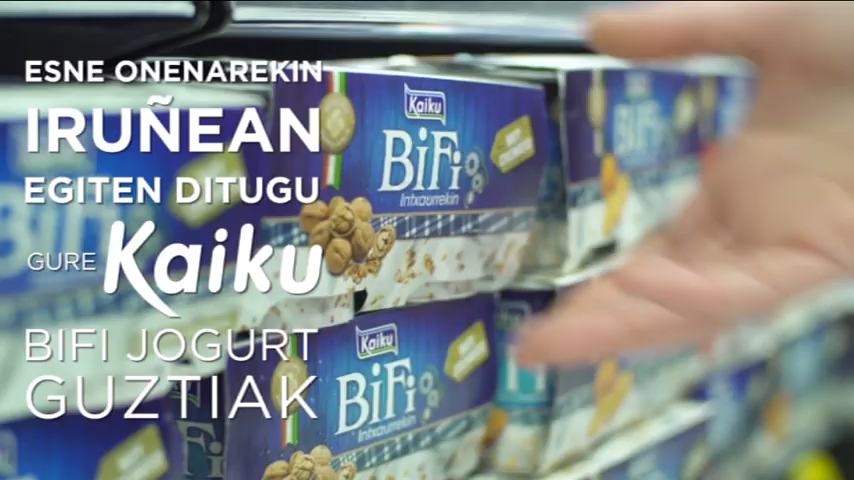 ESNE ONENAREKIN
IRUÑEAN
EGITEN DITUGU
GURE Kaiku
BIFI JOGURT
GUZTIAK
Kaiku
BiFi
Intxaurrekin
Kaiku
BiFi
Intxaurrekin